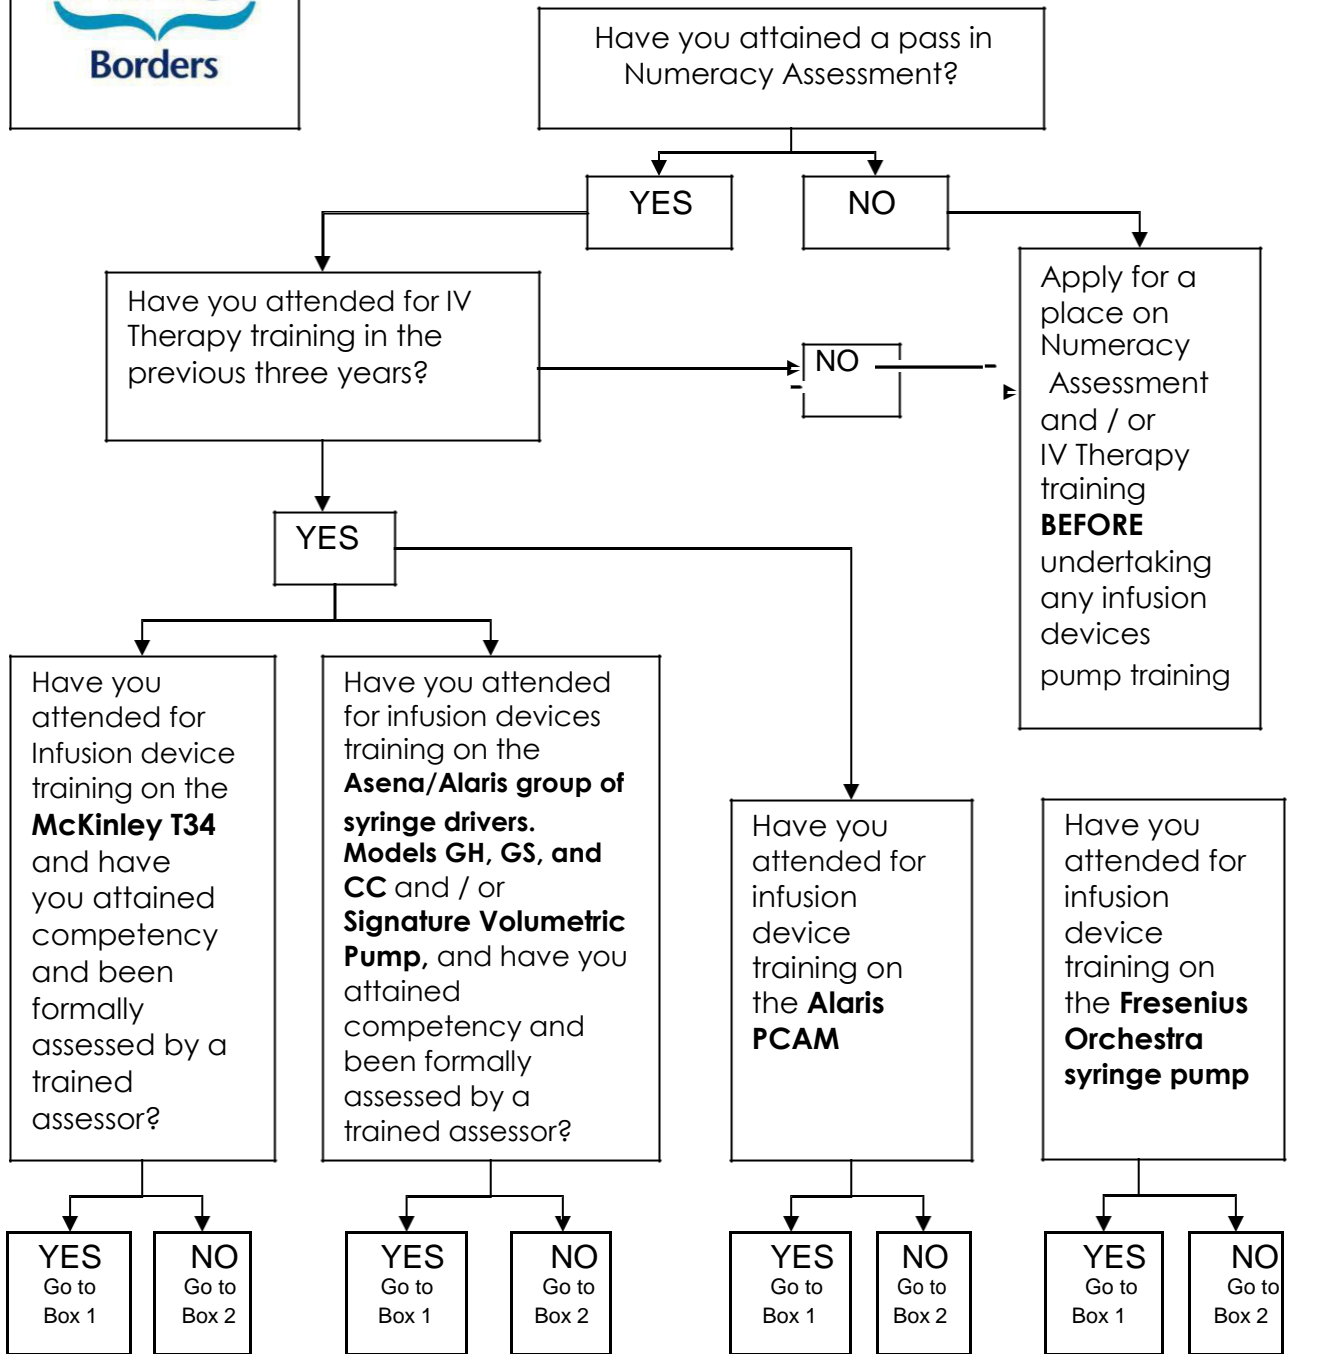 Borders
Have you attained a pass in
Numeracy Assessment?
YES
NO
Have you attended for IV
Therapy training in the
previous three years?
NO
Apply for a
place on
Numeracy
Assessment
and / or
IV Therapy
training
BEFORE
undertaking
any infusion
devices
pump training
YES
Have you
attended for
Infusion device
training on the
McKinley T34
and have
you attained
competency
and been
formally
assessed by a
trained
assessor?
Have you attended
for infusion devices
training on the
Asena/Alaris group of
syringe drivers.
Models GH, GS, and
CC and / or
Signature Volumetric
Pump, and have you
attained
competency and
been formally
assessed by a
trained assessor?
Have you
attended for
infusion
device
training on
the Alaris
PCAM
Have you
attended for
infusion
device
training on
the Fresenius
Orchestra
syringe pump
YES
Go to
Box 1
NO
Go to
Box 2
YES
Go to
Box 1
NO
Go to
Box 2
YES
Go to
Box 1
NO
Go to
Box 2
YES
Go to
Box 1
NO
Go to
Box 2